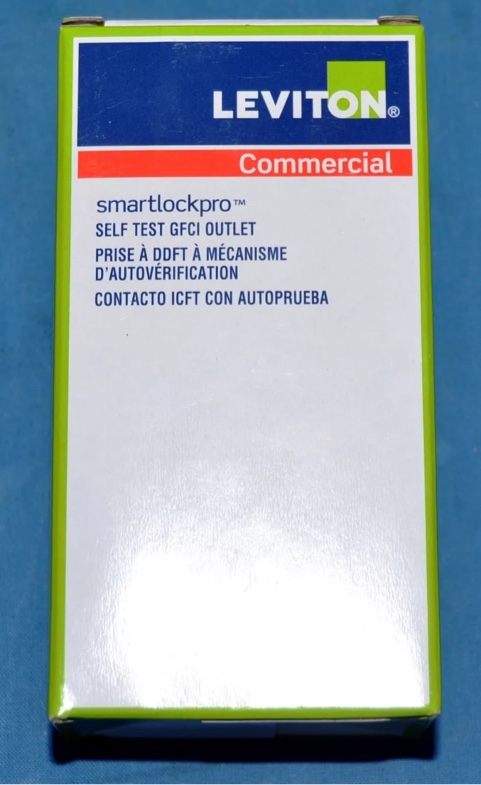 LEVITON®
Commercial
smartlockpro™
SELF TEST GFCI OUTLET
PRISE À DDFT À MÉCANISME
D'AUTOVÉRIFICATION
CONTACTO ICFT CON AUTOPRUEBA